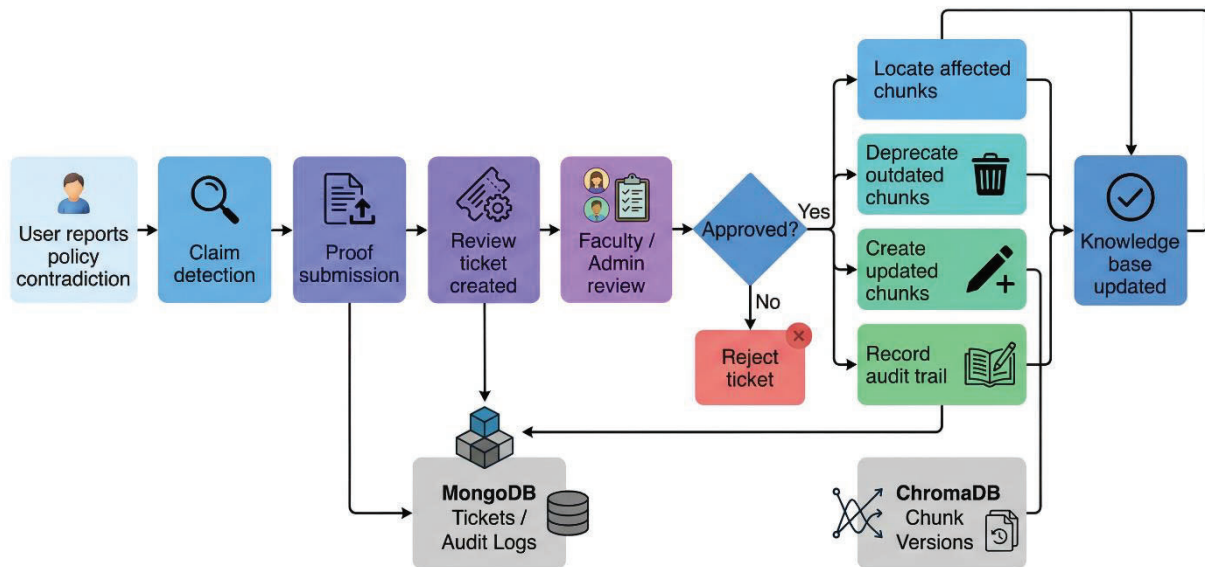 User reports
policy
contradiction
Claim
detection
Proof
submission
Review
ticket
created
Faculty /
Admin
review
Approved?
Yes
No
Reject
ticket
Locate affected
chunks
Deprecate
outdated
chunks
Create
updated
chunks
Record
audit trail
Knowledge
base
updated
MongoDB
Tickets /
Audit Logs
ChromaDB
Chunk
Versions